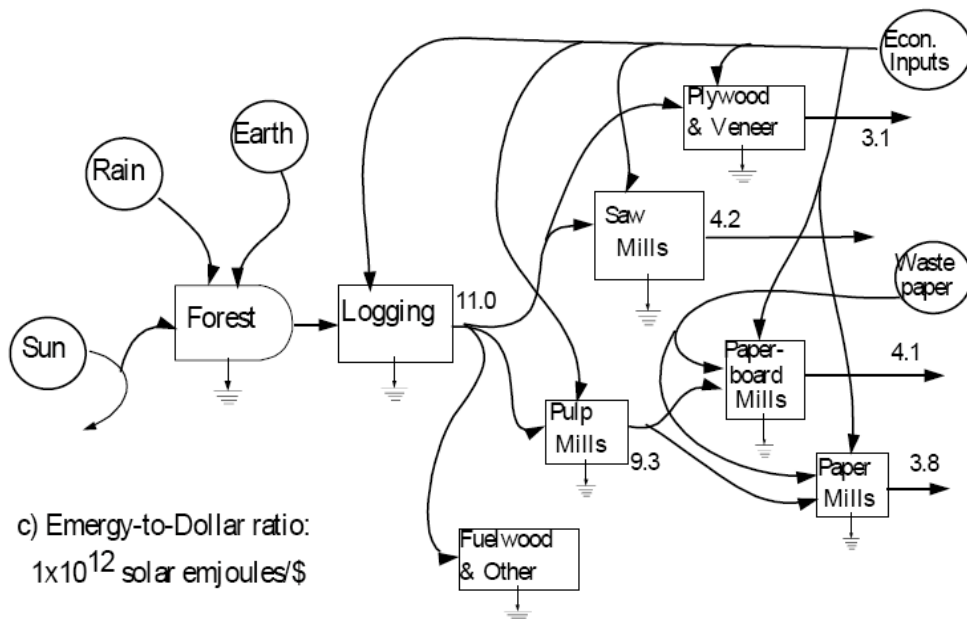 Econ.
Inputs
Plywood
& Veneer
3.1
Earth
Rain
Saw
Mills
4.2
Waste
paper
Forest
Logging
11.0
Sun
Paper-
board
Mills
4.1
Pulp
Mills
9.3
Paper
Mills
3.8
c) Emergy-to-Dollar ratio:
1x10^12 solar emjoules/$
Fuelwood
& Other